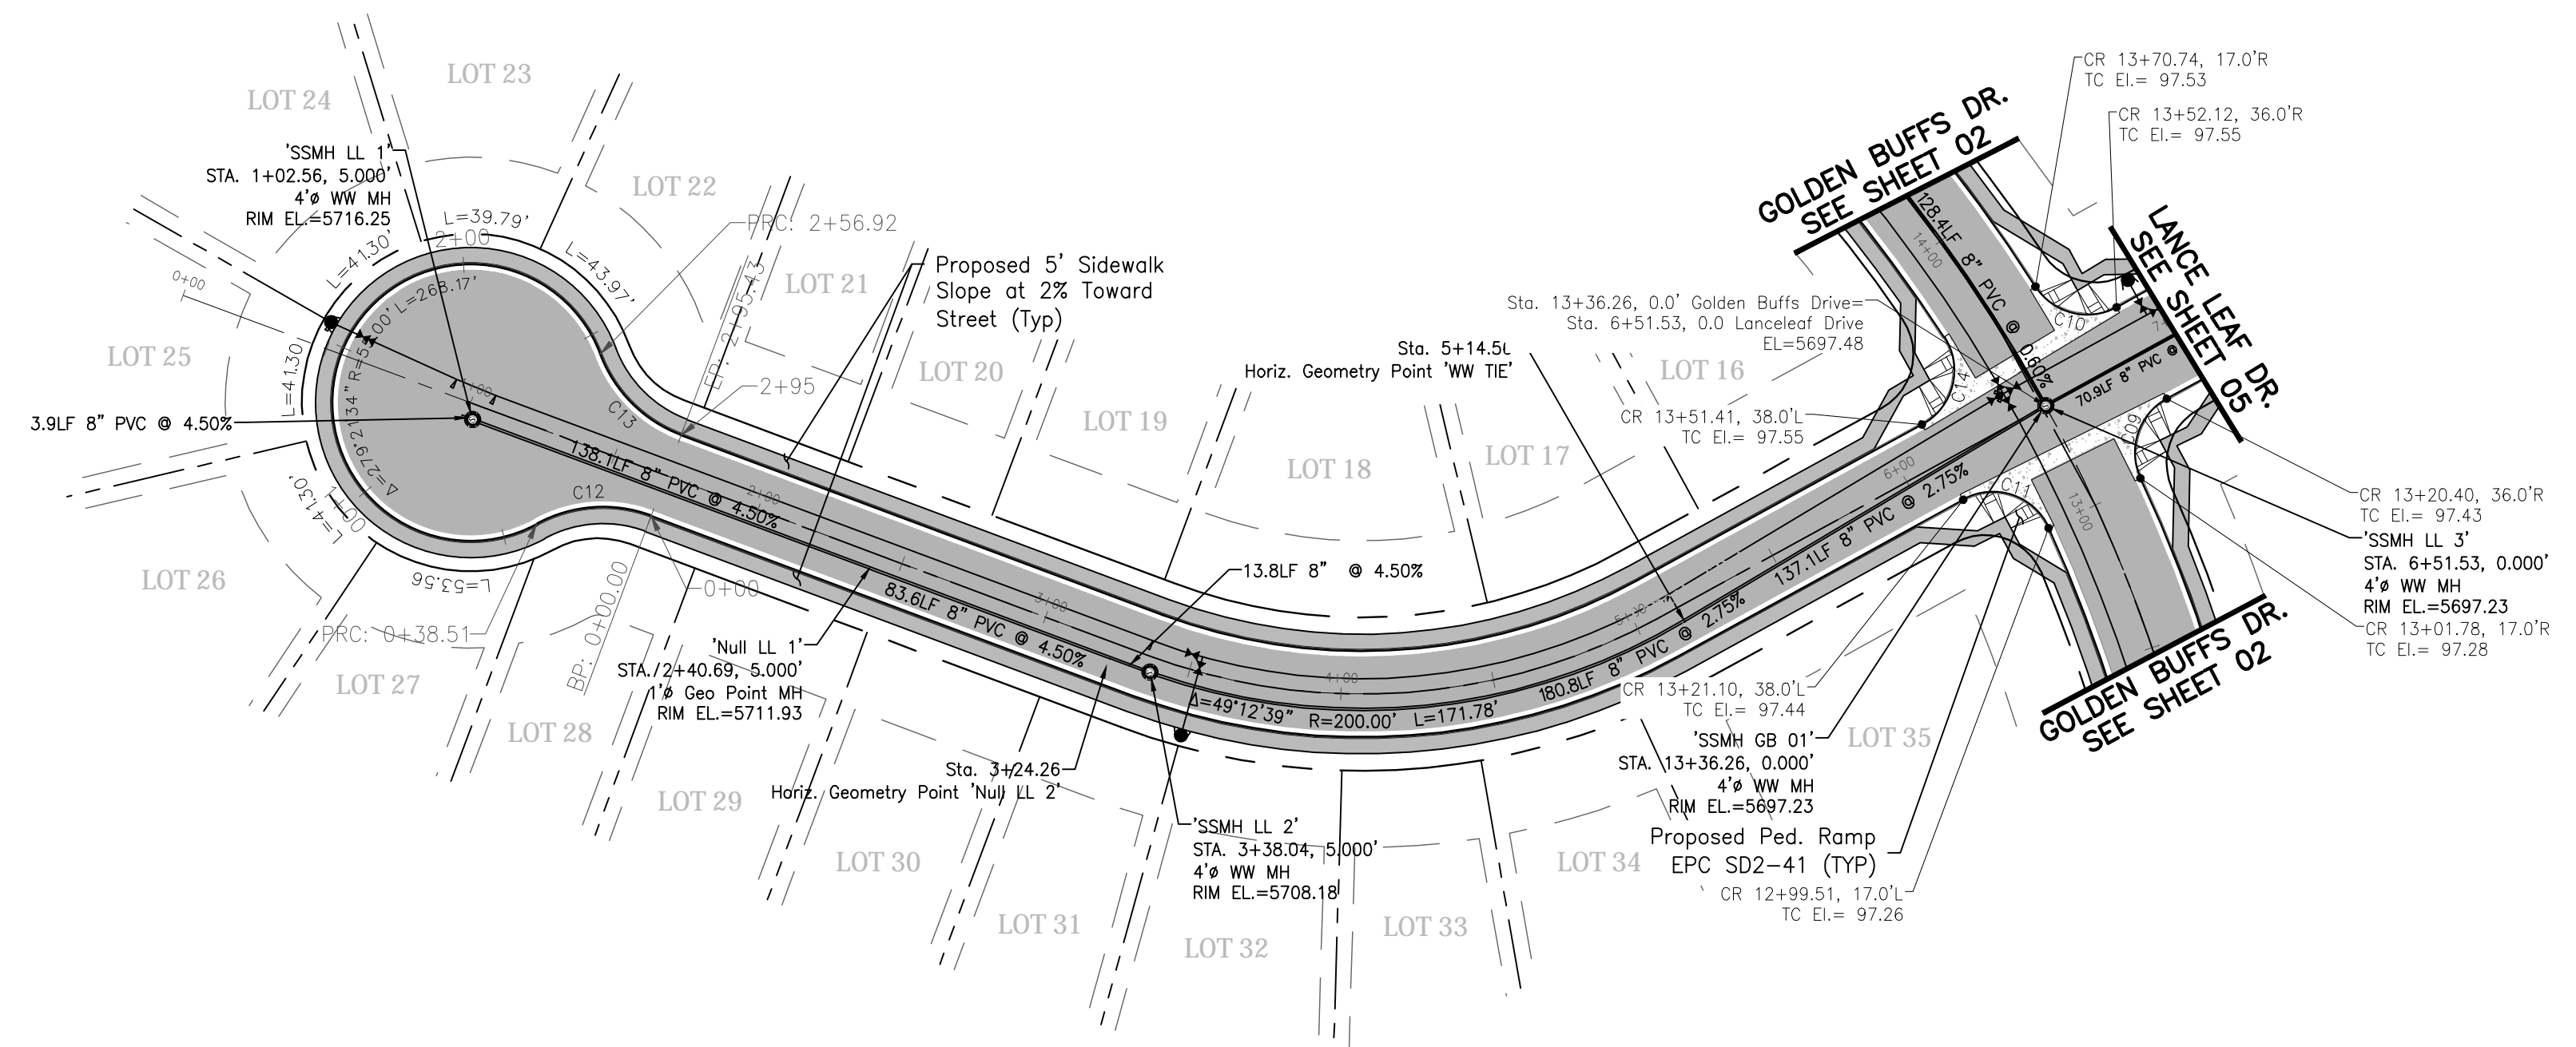 LOT 23
LOT 24
'SSMH LL 1'
STA. 1+02.56, 5.000'
4'ø WW MH
RIM EL.=5716.25
LOT 22
L=39.79'
2+00
L=41.30'
L=43.97'
PRC: 2+56.92
LOT 21
EP: 2+95.43
2+95
Proposed 5' Sidewalk
Slope at 2% Toward
Street (Typ)
0+00
L=268.17'
LOT 25
L=41.30'
1+00
3.9LF 8" PVC @ 4.50%
C13
138.1LF 8" PVC @ 4.50%
2+00
C12
L=41.30'
1+00
L=53.56
LOT 26
PRC: 0+38.51
BP: 0+00.00
0+00
LOT 27
LOT 28
'Null LL 1'
STA. 2+40.69, 5.000'
1'ø Geo Point MH
RIM EL.=5711.93
83.6LF 8" PVC @ 4.50%
3+00
13.8LF 8" @ 4.50%
LOT 20
LOT 19
LOT 18
LOT 17
LOT 16
Horiz. Geometry Point 'WW TIE'
Sta. 13+36.26, 0.0' Golden Buffs Drive=
Sta. 6+51.53, 0.0 Lanceleaf Drive
EL=5697.48
CR 13+51.41, 38.0'L
TC El.= 97.55
GOLDEN BUFFS DR.
SEE SHEET 02
128.4LF 8" PVC @ 0.60%
14+00
CR 13+70.74, 17.0'R
TC El.= 97.53
CR 13+52.12, 36.0'R
TC El.= 97.55
LANCE LEAF DR.
SEE SHEET 05
C10
C14
70.9LF 8" PVC @
C09
C11
13+00
6+00
137.1LF 8" PVC @ 2.75%
180.8LF 8" PVC @ 2.75%
4+00
Δ=49°12'39" R=200.00' L=171.78'
CR 13+20.40, 36.0'R
TC El.= 97.43
'SSMH LL 3'
STA. 6+51.53, 0.000'
4'ø WW MH
RIM EL.=5697.23
CR 13+01.78, 17.0'R
TC El.= 97.28
GOLDEN BUFFS DR.
SEE SHEET 02
CR 13+21.10, 38.0'L
TC El.= 97.44
'SSMH GB 01'
STA. 13+36.26, 0.000'
4'ø WW MH
RIM EL.=5697.23
LOT 35
Proposed Ped. Ramp
EPC SD2-41 (TYP)
CR 12+99.51, 17.0'L
TC El.= 97.26
LOT 34
LOT 33
LOT 32
LOT 31
LOT 30
LOT 29
Sta. 3+24.26
Horiz. Geometry Point 'Null LL 2'
'SSMH LL 2'
STA. 3+38.04, 5.000'
4'ø WW MH
RIM EL.=5708.18